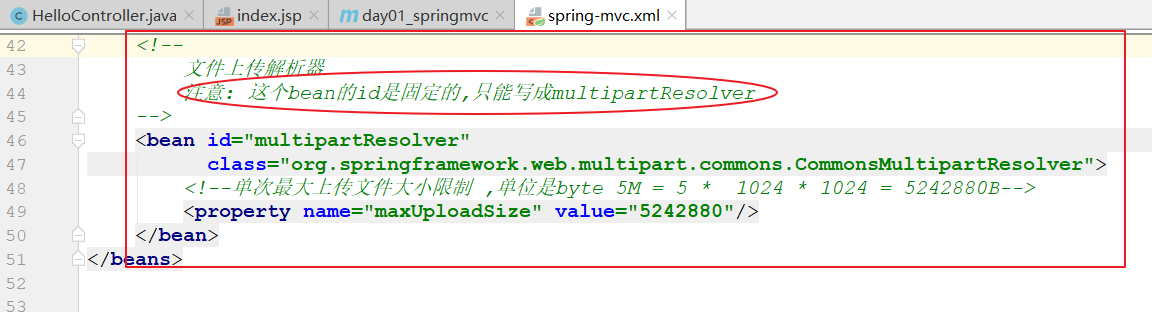 HelloController.java × index.jsp × day01_springmvc × spring-mvc.xml ×
42 <!--
43 文件上传解析器
44 注意: 这个bean的id是固定的,只能写成multipartResolver
45 -->
46 <bean id="multipartResolver"
47 class="org.springframework.web.multipart.commons.CommonsMultipartResolver">
48 <!--单次最大上传文件大小限制 ,单位是byte 5M = 5 * 1024 * 1024 = 5242880B-->
49 <property name="maxUploadSize" value="5242880"/>
50 </bean>
51 </beans>
52
53